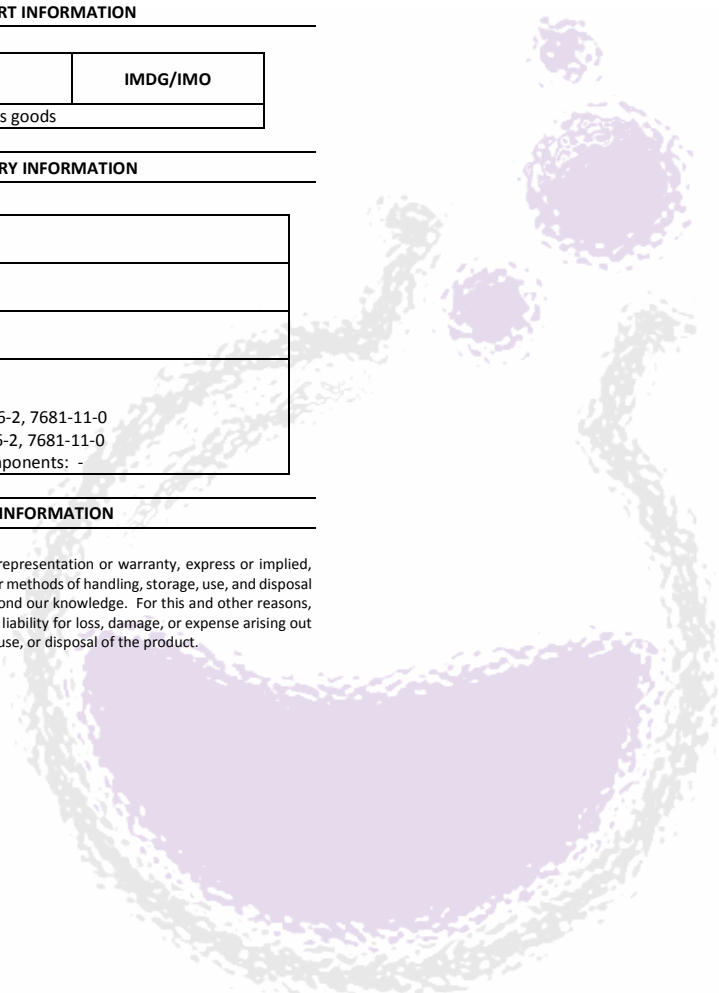 RT INFORMATION
IMDG/IMO
s goods
RY INFORMATION
6-2, 7681-11-0
6-2, 7681-11-0
ponents: -
INFORMATION
representation or warranty, express or implied,
r methods of handling, storage, use, and disposal
ond our knowledge. For this and other reasons,
liability for loss, damage, or expense arising out
use, or disposal of the product.